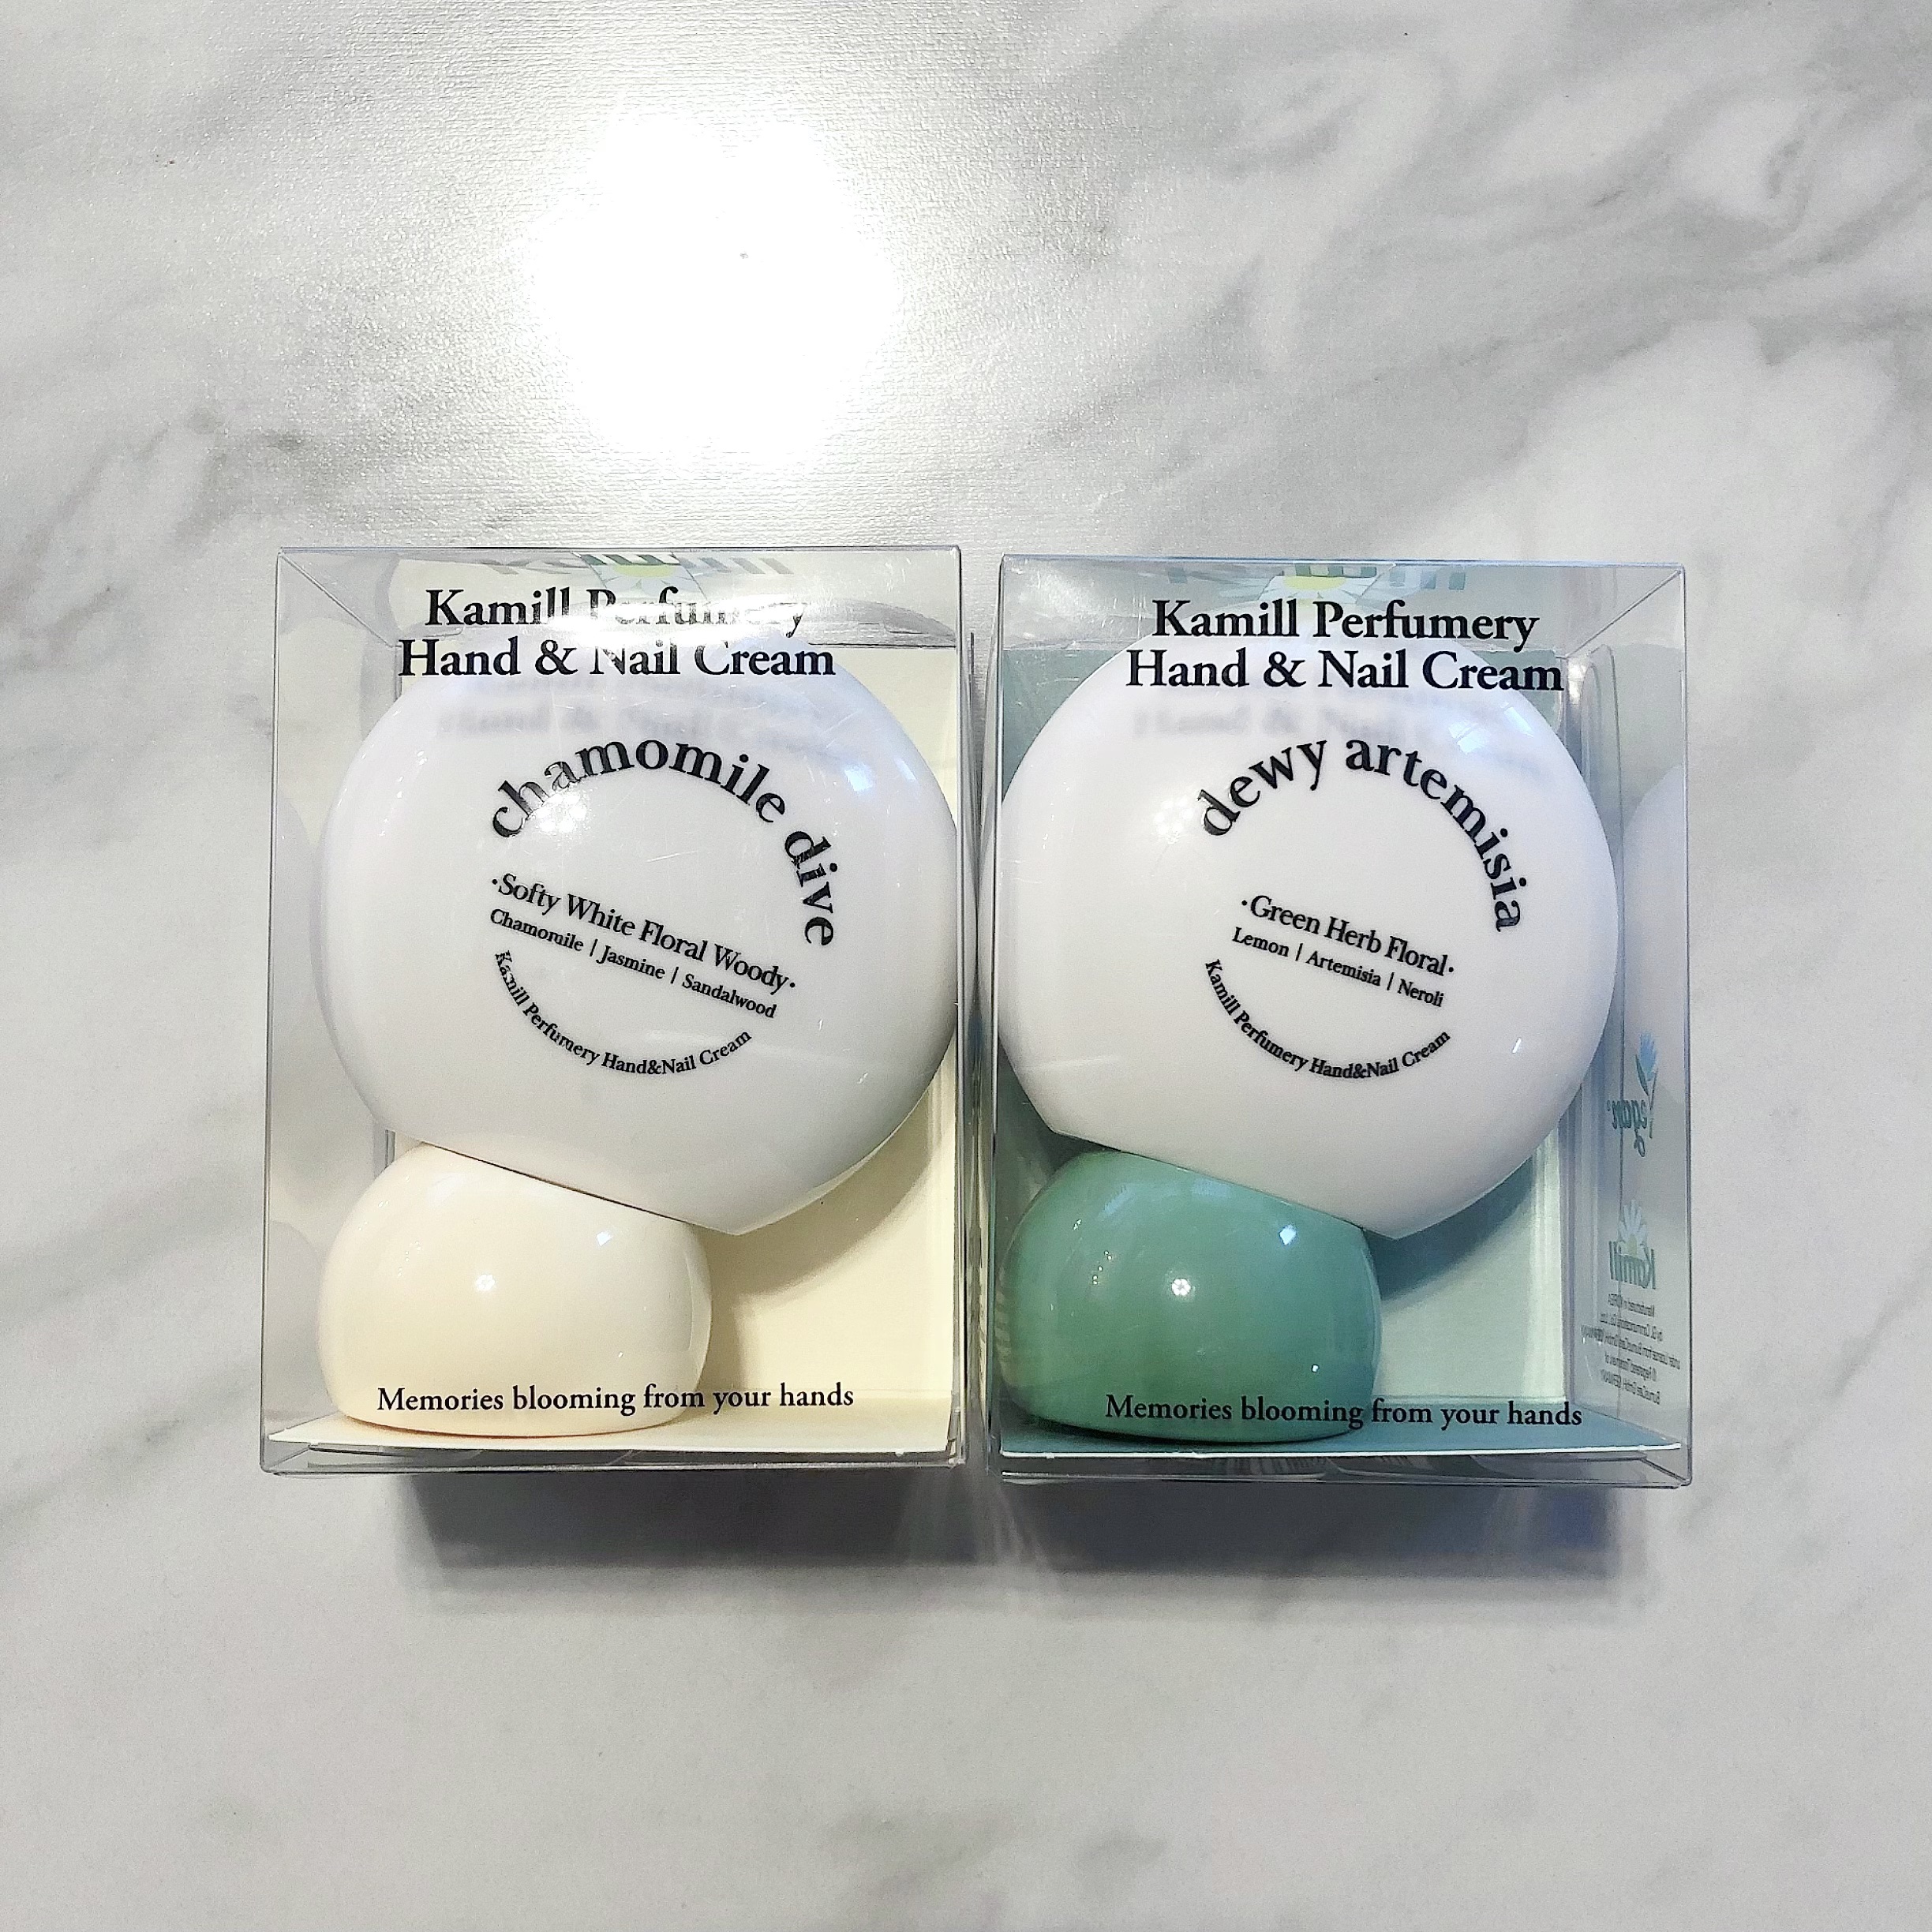 Kamill Perfumery
Hand & Nail Cream
chamomile dive
·Softy White Floral Woody·
Chamomile | Jasmine | Sandalwood
Kamill Perfumery Hand&Nail Cream
Memories blooming from your hands
Kamill Perfumery
Hand & Nail Cream
dewy artemisia
·Green Herb Floral·
Lemon | Artemisia | Neroli
Kamill Perfumery Hand&Nail Cream
Memories blooming from your hands
Vegan
Kamill